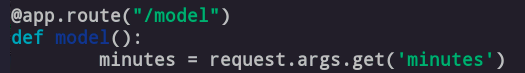 @app.route("/model")
def model():
        minutes = request.args.get('minutes')